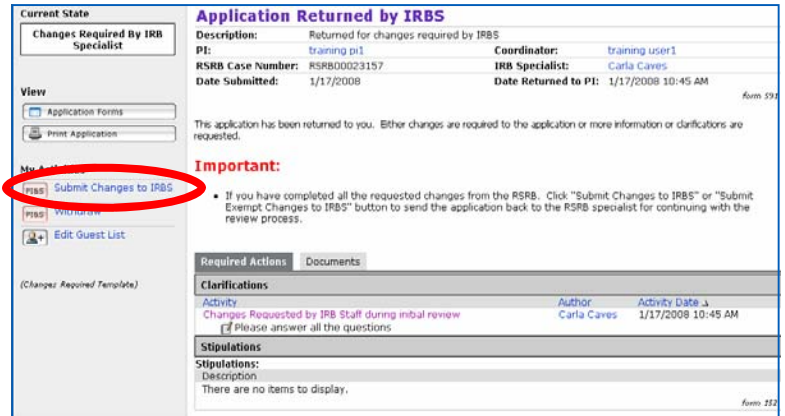 Current State
Changes Required By IRB
Specialist
View
Application Forms
Print Application
My Activities
PIBS Submit Changes to IRBS
PIBS Withdraw
Edit Guest List
(Changes Required Template)
Application Returned by IRBS
Description: Returned for changes required by IRBS
PI: training pi1 Coordinator: training user1
RSRB Case Number: RSRB00023157 IRB Specialist: Carla Caves
Date Submitted: 1/17/2008 Date Returned to PI: 1/17/2008 10:45 AM
form 591
This application has been returned to you. Either changes are required to the application or more information or clarifications are
requested.
Important:
• If you have completed all the requested changes from the RSRB. Click "Submit Changes to IRBS" or "Submit
Exempt Changes to IRBS" button to send the application back to the RSRB specialist for continuing with the
review process.
Required Actions Documents
Clarifications
Activity Author Activity Date
Changes Requested by IRB Staff during initial review Carla Caves 1/17/2008 10:45 AM
Please answer all the questions
Stipulations
Stipulations:
Description
There are no items to display.
form 252